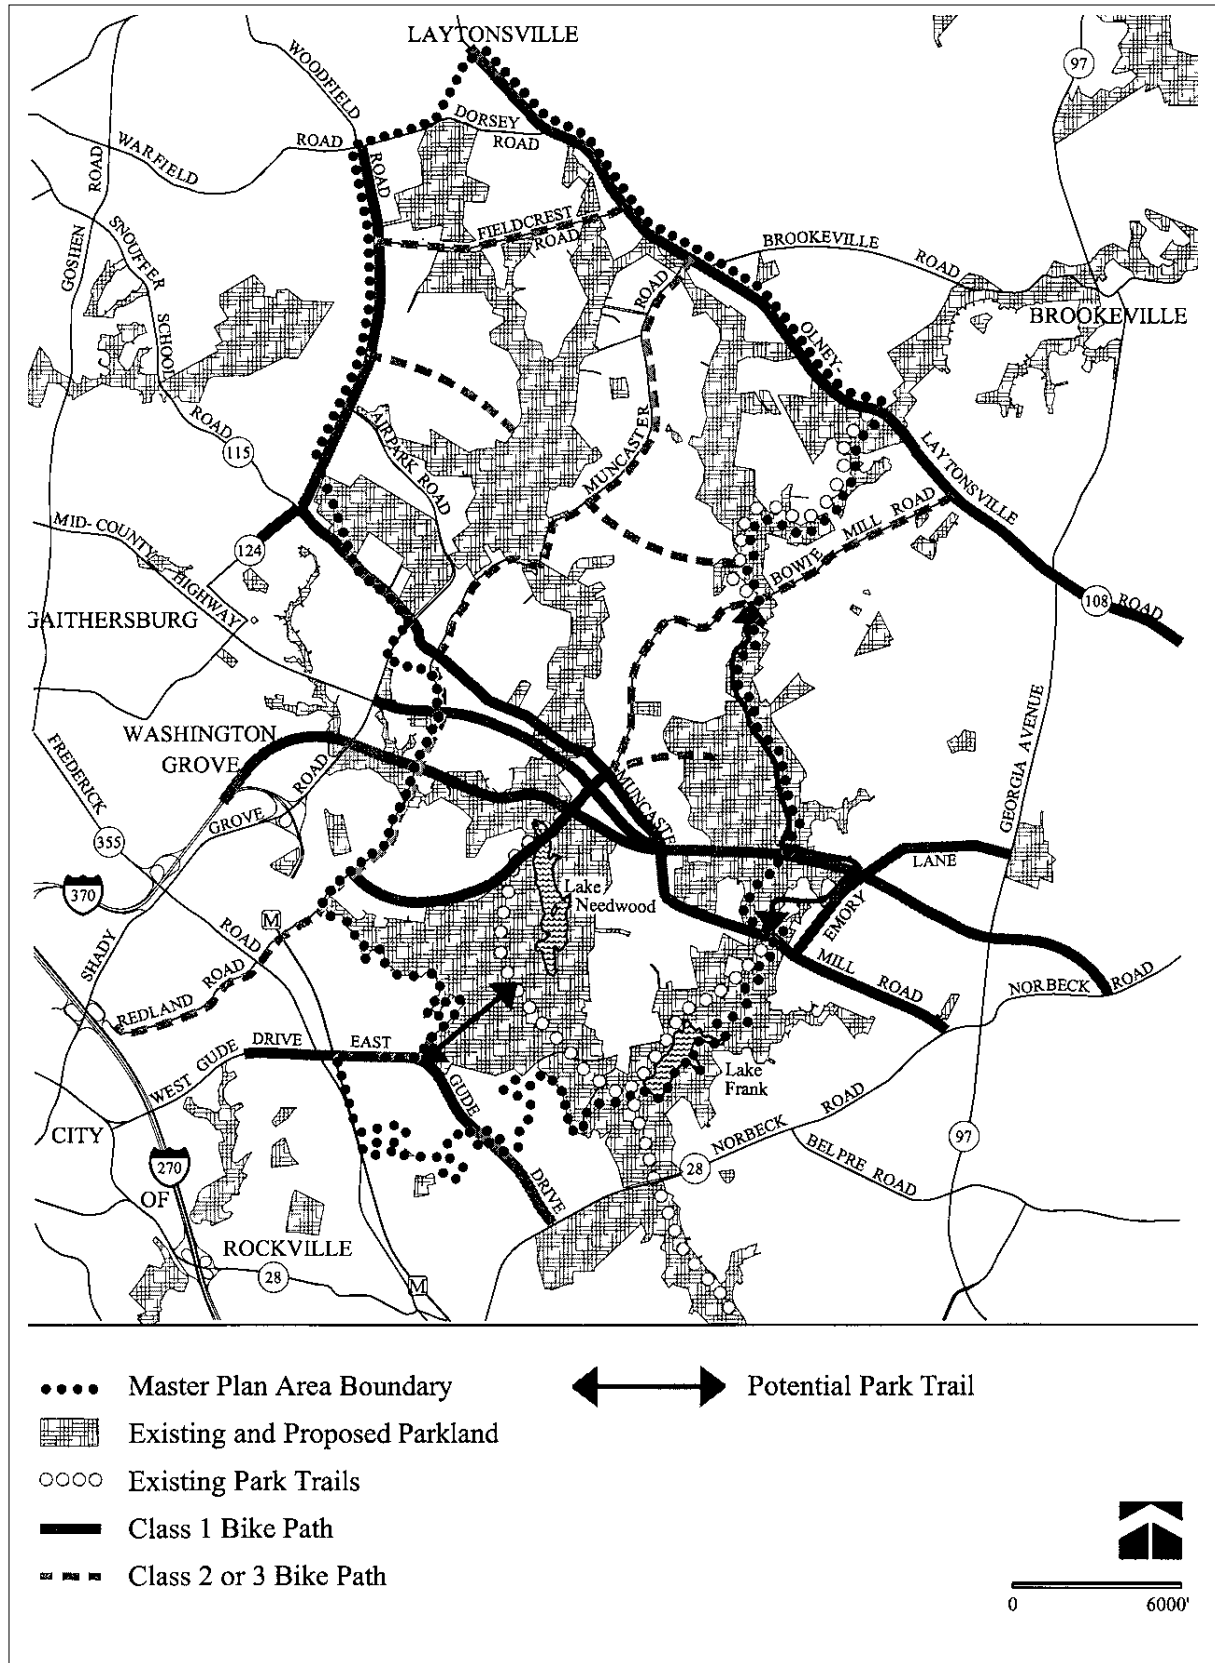 LAYTONSVILLE
97
WOODFIELD
ROAD
DORSEY
ROAD
ROAD
WARFIELD
ROAD
GOSIEN
SNOUFFER
SCHOOL
ROAD
115
FIELDCREST
ROAD
BROOKEVILLE
ROAD
BROOKEVILLE
ROAD
MUNCASTER
OLNEY-
LAYTONSVILLE
108
ROAD
AIRPARK ROAD
MID-COUNTY
HIGHWAY
124
BOWIE MILL ROAD
GAITHERSBURG
WASHINGTON
GROVE
FREDERICK
355
ROAD
GROVE
ROAD
SHADY
370
MUNCASTER
MILL
ROAD
GEORGIA AVENUE
LANE
EMORY
Lake
Needwood
NORBECK
ROAD
M
REDLAND ROAD
WEST GUDE
DRIVE
EAST
GUDE
DRIVE
Lake
Frank
NORBECK
ROAD
28
BELPRE ROAD
97
CITY
270
OF
ROCKVILLE
28
M
Master Plan Area Boundary
Potential Park Trail
Existing and Proposed Parkland
Existing Park Trails
Class 1 Bike Path
Class 2 or 3 Bike Path
0 6000'